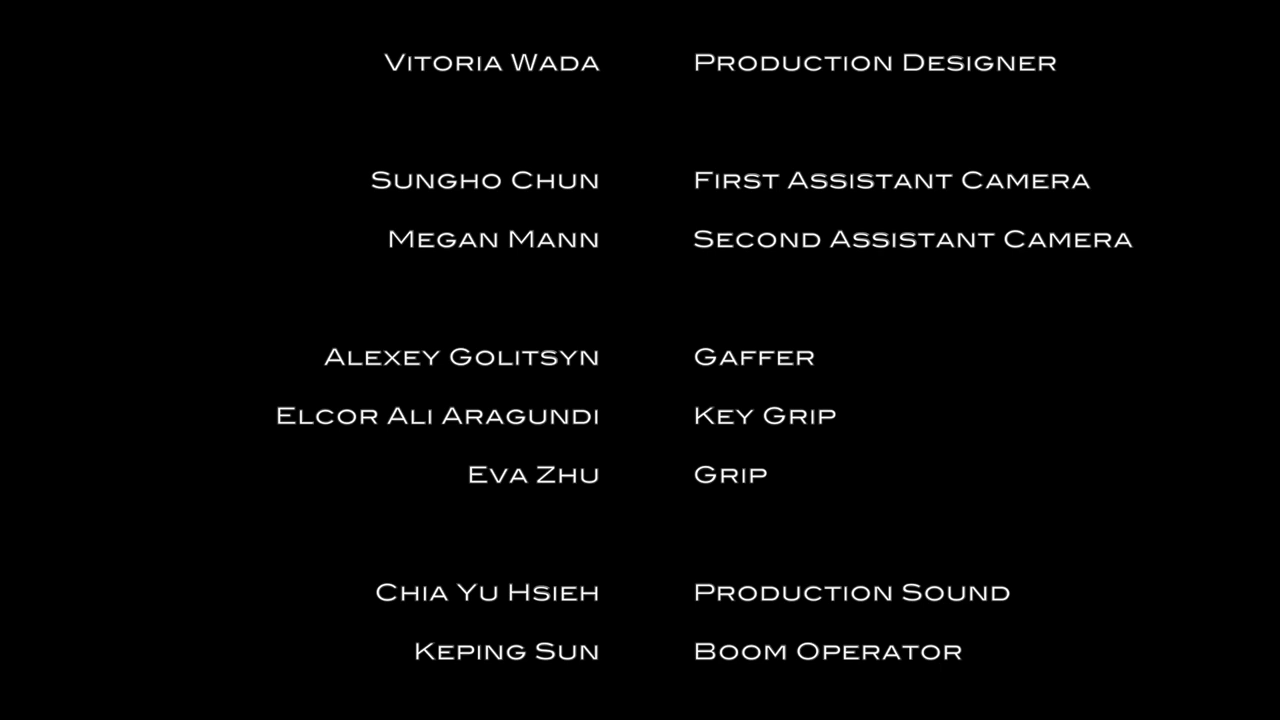 Vitoria Wada Production Designer
Sungho Chun First Assistant Camera
Megan Mann Second Assistant Camera
Alexey Golitsyn Gaffer
Elcor Ali Aragundi Key Grip
Eva Zhu Grip
Chia Yu Hsieh Production Sound
Keping Sun Boom Operator